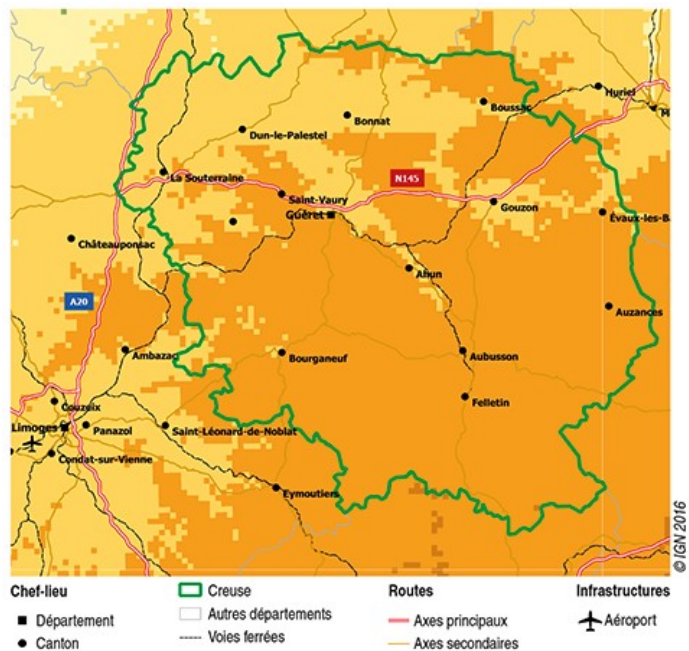 Huriel
Boussac
Bonnat
Dun-le-Palestel
La Souterraine
N145
Saint-Vaury
Gouzon
Guéret
Évaux-les-B
Châteauponsac
Ahun
A20
Auzances
Ambazac
Bourganeuf
Aubusson
Felletin
Couzeix
Limoges
Panazol
Saint-Léonard-de-Noblat
Condat-sur-Vienne
Eymoutiers
© IGN 2016
Chef-lieu
Département
Canton
Creuse
Autres départements
Voies ferrées
Routes
Axes principaux
Axes secondaires
Infrastructures
Aéroport